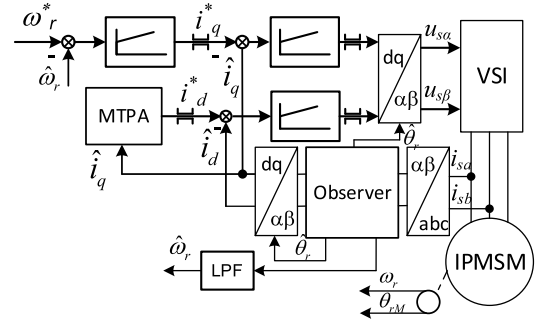 ω*r
i*q
îq
ω̂r
i*d
îd
MTPA
îq
dq
αβ
usα
usβ
VSI
θ̂r
dq
αβ
Observer
αβ
abc
isa
isb
θ̂r
ω̂r
LPF
ωr
θrM
IPMSM